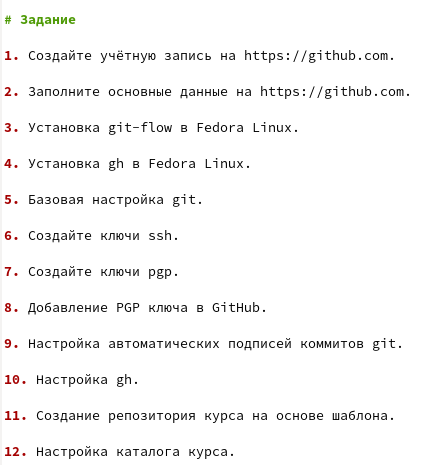 # Задание
1. Создайте учётную запись на https://github.com.
2. Заполните основные данные на https://github.com.
3. Установка git-flow в Fedora Linux.
4. Установка gh в Fedora Linux.
5. Базовая настройка git.
6. Создайте ключи ssh.
7. Создайте ключи pgp.
8. Добавление PGP ключа в GitHub.
9. Настройка автоматических подписей коммитов git.
10. Настройка gh.
11. Создание репозитория курса на основе шаблона.
12. Настройка каталога курса.